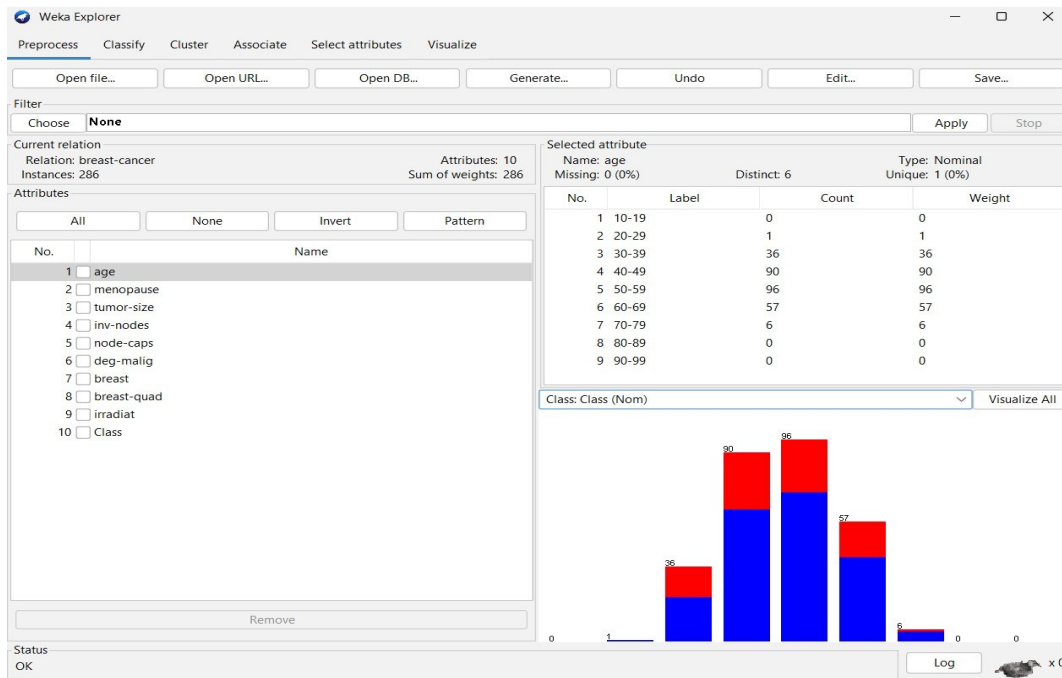 Weka Explorer
Preprocess Classify Cluster Associate Select attributes Visualize
Open file... Open URL... Open DB... Generate... Undo Edit... Save...
Filter
Choose None Apply Stop
Current relation
Relation: breast-cancer Attributes: 10
Instances: 286 Sum of weights: 286
Attributes
All None Invert Pattern
No. Name
1 age
2 menopause
3 tumor-size
4 inv-nodes
5 node-caps
6 deg-malig
7 breast
8 breast-quad
9 irradiat
10 Class
Remove
Selected attribute
Name: age Type: Nominal
Missing: 0 (0%) Distinct: 6 Unique: 1 (0%)
No. Label Count Weight
1 10-19 0 0
2 20-29 1 1
3 30-39 36 36
4 40-49 90 90
5 50-59 96 96
6 60-69 57 57
7 70-79 6 6
8 80-89 0 0
9 90-99 0 0
Class: Class (Nom) Visualize All
0 1 36 90 96 57 6 0 0
Status
OK
Log x 0